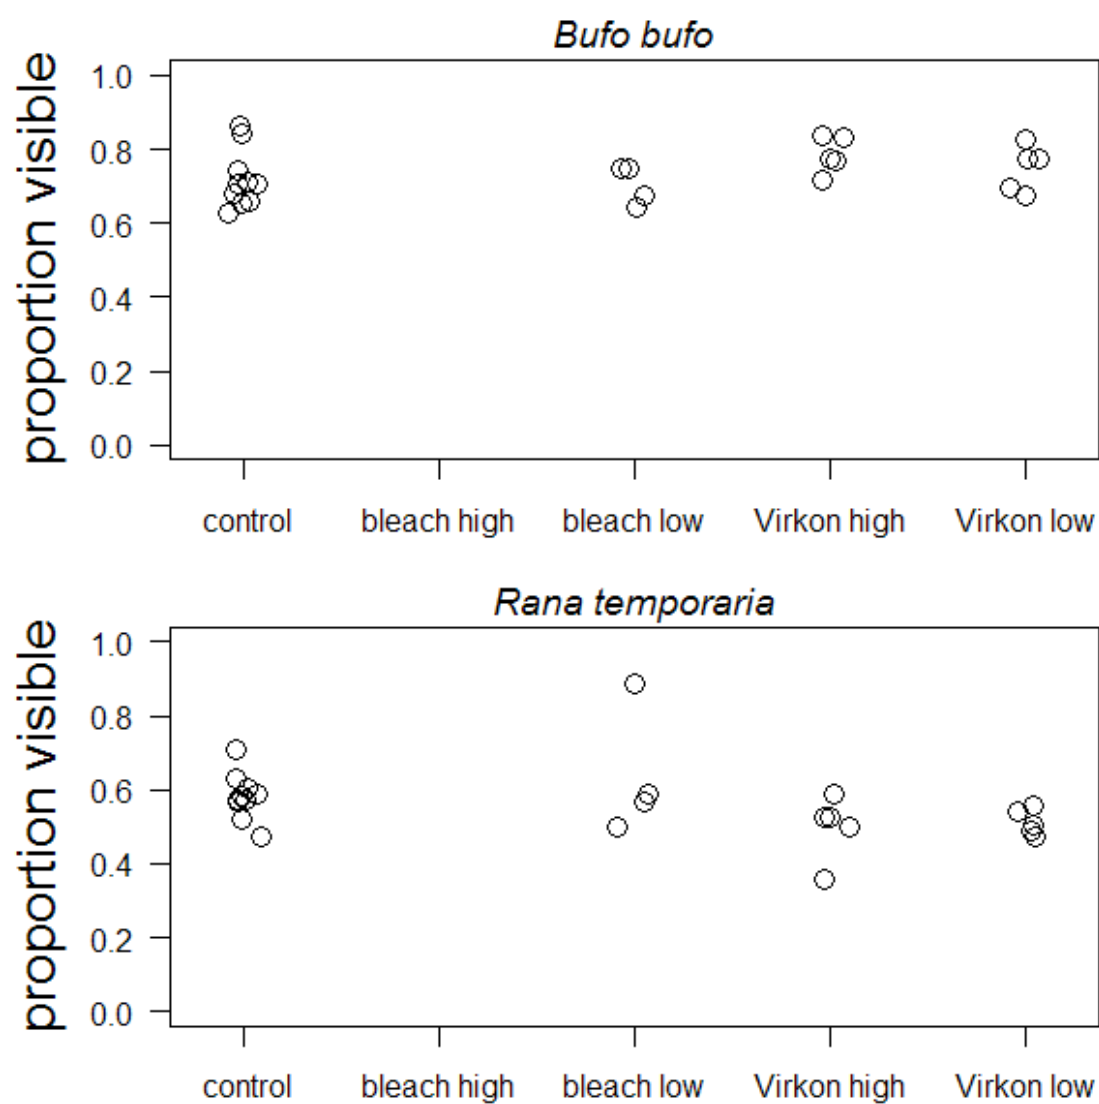 Bufo bufo
proportion visible
1.0
0.8
0.6
0.4
0.2
0.0
control bleach high bleach low Virkon high Virkon low
Rana temporaria
proportion visible
1.0
0.8
0.6
0.4
0.2
0.0
control bleach high bleach low Virkon high Virkon low